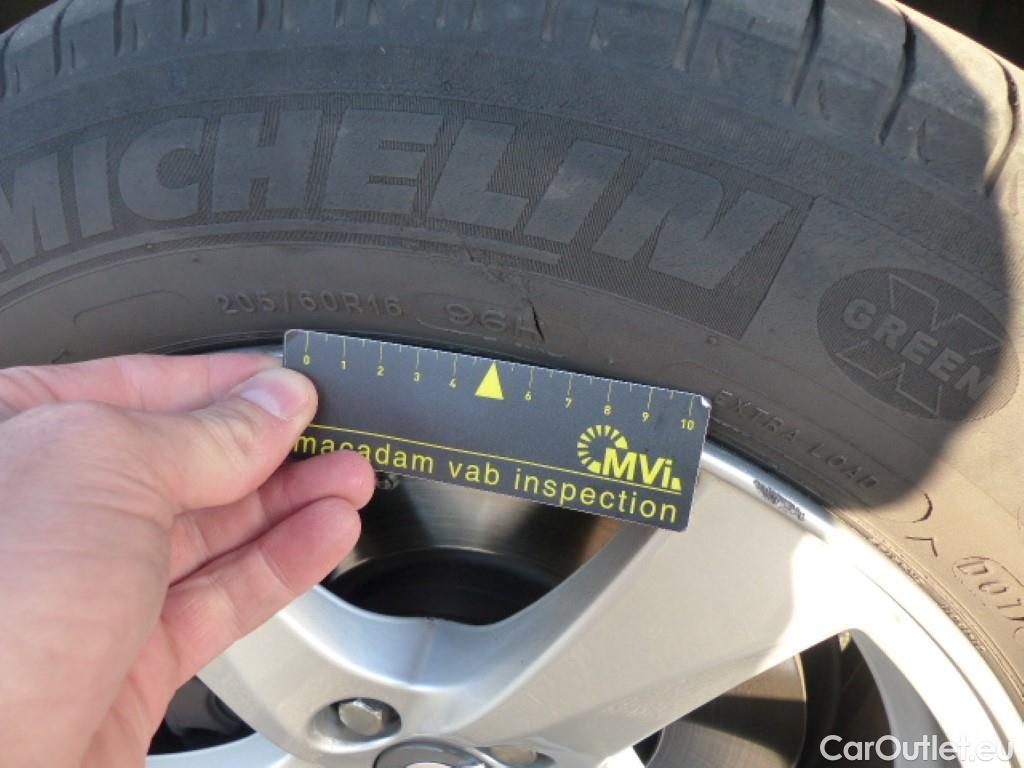 MICHELIN
205/60R16 96H
GREEN X
EXTRA LOAD
0 1 2 3 4 6 7 8 9 10
MVi
macadam vab inspection
DOT
CarOutlet.eu